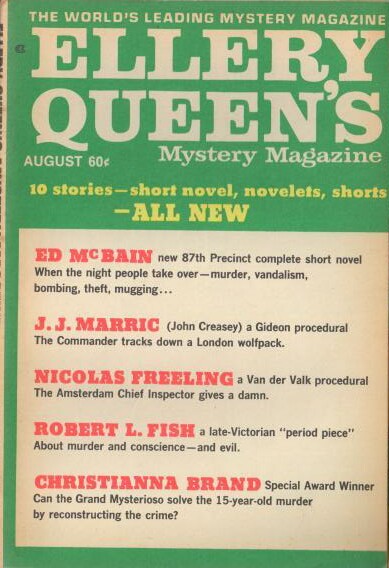 THE WORLD'S LEADING MYSTERY MAGAZINE
ELLERY
QUEEN'S
AUGUST 60¢
Mystery Magazine
10 stories—short novel, novelets, shorts
—ALL NEW
ED McBAIN new 87th Precinct complete short novel
When the night people take over—murder, vandalism,
bombing, theft, mugging...
J. J. MARRIC (John Creasey) a Gideon procedural
The Commander tracks down a London wolfpack.
NICOLAS FREELING a Van der Valk procedural
The Amsterdam Chief Inspector gives a damn.
ROBERT L. FISH a late-Victorian "period piece"
About murder and conscience—and evil.
CHRISTIANNA BRAND Special Award Winner
Can the Grand Mysterioso solve the 15-year-old murder
by reconstructing the crime?